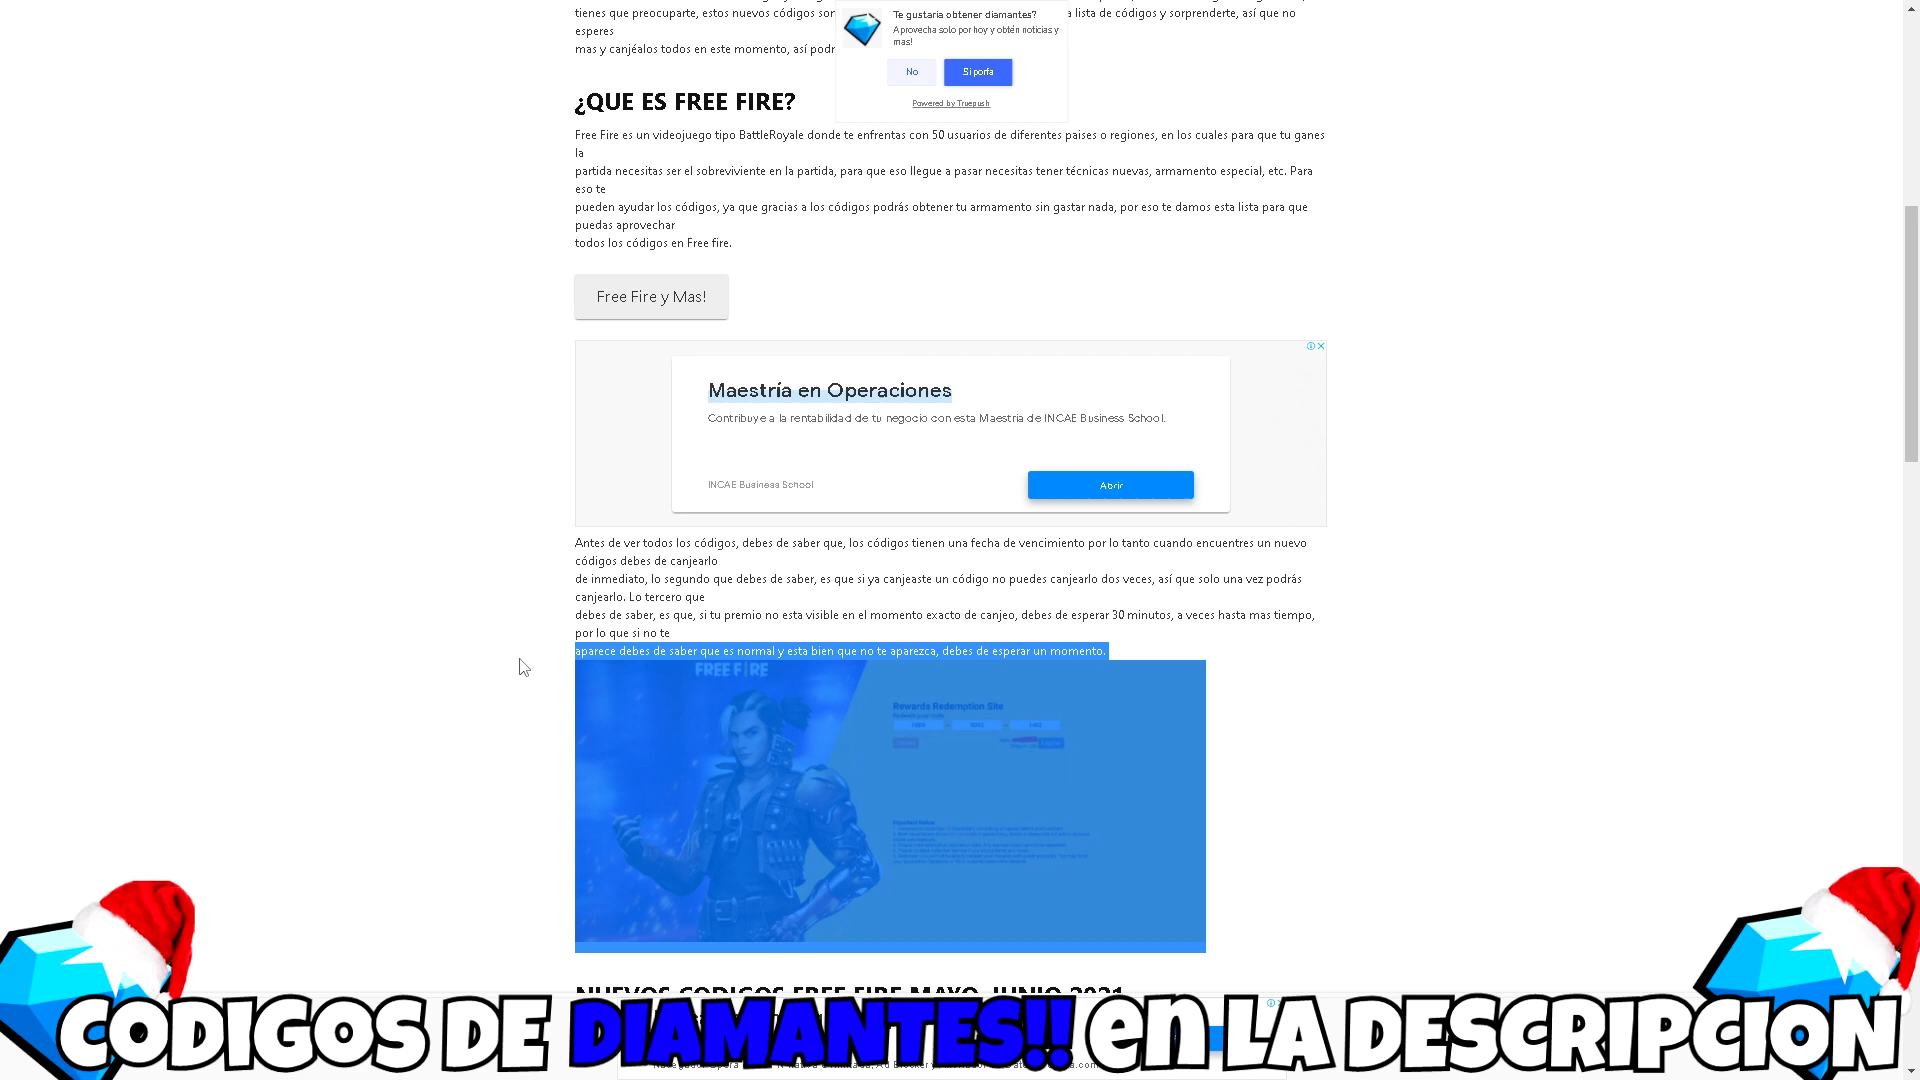 tienes que preocuparte, estos nuevos códigos son
a lista de códigos y sorprenderte, así que no
esperes
mas y canjéalos todos en este momento, así podr
Te gustaria obtener diamantes?
Aprovecha solo por hoy y obtén noticias y
mas!
No
Si porfa
Powered by Truepush
¿QUE ES FREE FIRE?
Free Fire es un videojuego tipo BattleRoyale donde te enfrentas con 50 usuarios de diferentes paises o regiones, en los cuales para que tu ganes
la
partida necesitas ser el sobreviviente en la partida, para que eso llegue a pasar necesitas tener técnicas nuevas, armamento especial, etc. Para
eso te
pueden ayudar los códigos, ya que gracias a los códigos podrás obtener tu armamento sin gastar nada, por eso te damos esta lista para que
puedas aprovechar
todos los códigos en Free fire.
Free Fire y Mas!
Maestría en Operaciones
Contribuye a la rentabilidad de tu negocio con esta Maestría de INCAE Business School.
INCAE Business School
Abrir
Antes de ver todos los códigos, debes de saber que, los códigos tienen una fecha de vencimiento por lo tanto cuando encuentres un nuevo
códigos debes de canjearlo
de inmediato, lo segundo que debes de saber, es que si ya canjeaste un código no puedes canjearlo dos veces, así que solo una vez podrás
canjearlo. Lo tercero que
debes de saber, es que, si tu premio no esta visible en el momento exacto de canjeo, debes de esperar 30 minutos, a veces hasta mas tiempo,
por lo que si no te
aparece debes de saber que es normal y esta bien que no te aparezca, debes de esperar un momento.
FREE FIRE
Rewards Redemption Site
Important Notice
NUEVOS CODIGOS FREE FIRE MAYO-JUNIO 2021
CODIGOS DE DIAMANTES!! en LA DESCRIPCION